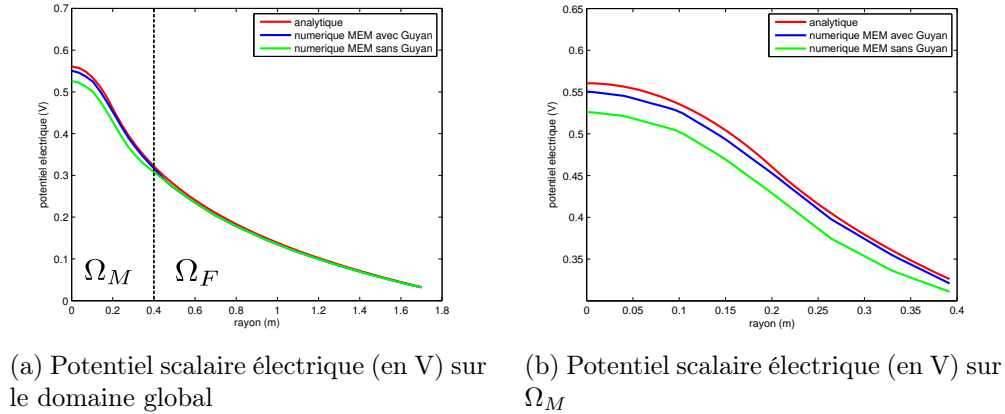 analytique
numerique MEM avec Guyan
numerique MEM sans Guyan
potentiel electrique (V)
0.7
0.6
0.5
0.4
0.3
0.2
0.1
0
Ω_M
Ω_F
0 0.2 0.4 0.6 0.8 1.0 1.2 1.4 1.6 1.8
rayon (m)
(a) Potentiel scalaire électrique (en V) sur
le domaine global
analytique
numerique MEM avec Guyan
numerique MEM sans Guyan
potentiel electrique (V)
0.65
0.6
0.55
0.5
0.45
0.4
0.35
0 0.05 0.1 0.15 0.2 0.25 0.3 0.35 0.4
rayon (m)
(b) Potentiel scalaire électrique (en V) sur
Ω_M